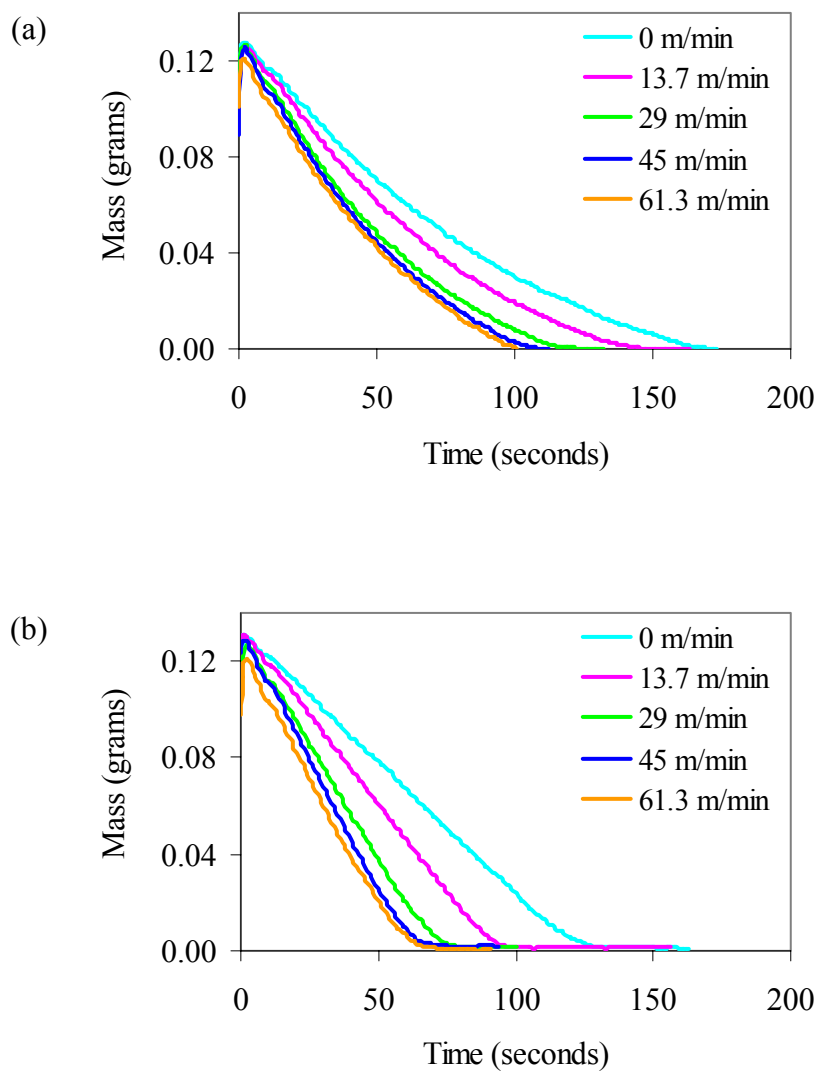 (a)
0.12
0.08
0.04
0.00
Mass (grams)
0 m/min
13.7 m/min
29 m/min
45 m/min
61.3 m/min
0 50 100 150 200
Time (seconds)
(b)
0.12
0.08
0.04
0.00
Mass (grams)
0 m/min
13.7 m/min
29 m/min
45 m/min
61.3 m/min
0 50 100 150 200
Time (seconds)